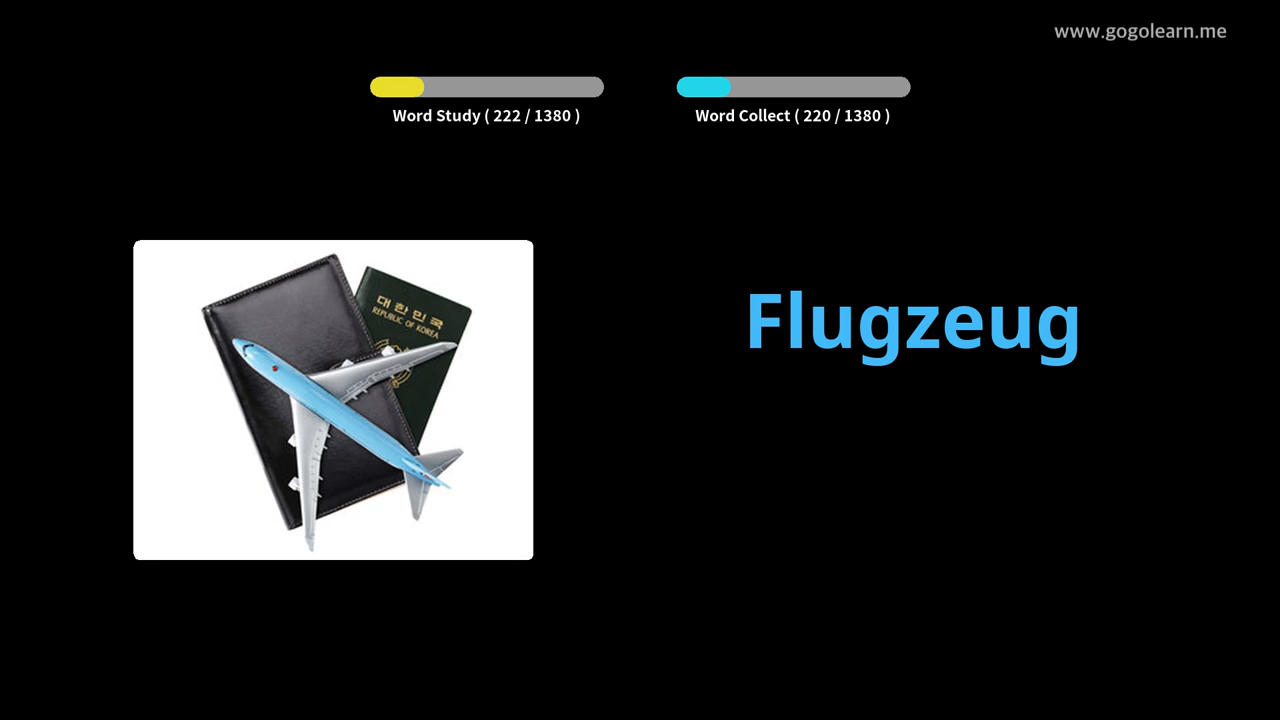 www.gogolearn.me
Word Study ( 222 / 1380 )
Word Collect ( 220 / 1380 )
대한민국
REPUBLIC OF KOREA
Flugzeug